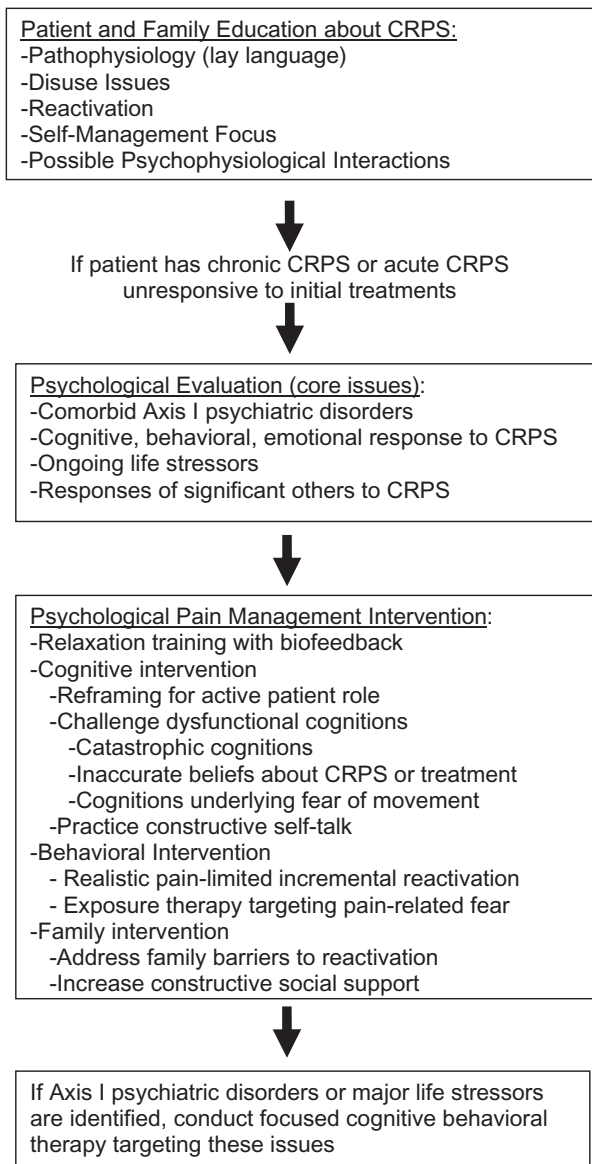 Patient and Family Education about CRPS:
-Pathophysiology (lay language)
-Disuse Issues
-Reactivation
-Self-Management Focus
-Possible Psychophysiological Interactions
If patient has chronic CRPS or acute CRPS
unresponsive to initial treatments
Psychological Evaluation (core issues):
-Comorbid Axis I psychiatric disorders
-Cognitive, behavioral, emotional response to CRPS
-Ongoing life stressors
-Responses of significant others to CRPS
Psychological Pain Management Intervention:
-Relaxation training with biofeedback
-Cognitive intervention
-Reframing for active patient role
-Challenge dysfunctional cognitions
-Catastrophic cognitions
-Inaccurate beliefs about CRPS or treatment
-Cognitions underlying fear of movement
-Practice constructive self-talk
-Behavioral Intervention
- Realistic pain-limited incremental reactivation
- Exposure therapy targeting pain-related fear
-Family intervention
-Address family barriers to reactivation
-Increase constructive social support
If Axis I psychiatric disorders or major life stressors
are identified, conduct focused cognitive behavioral
therapy targeting these issues